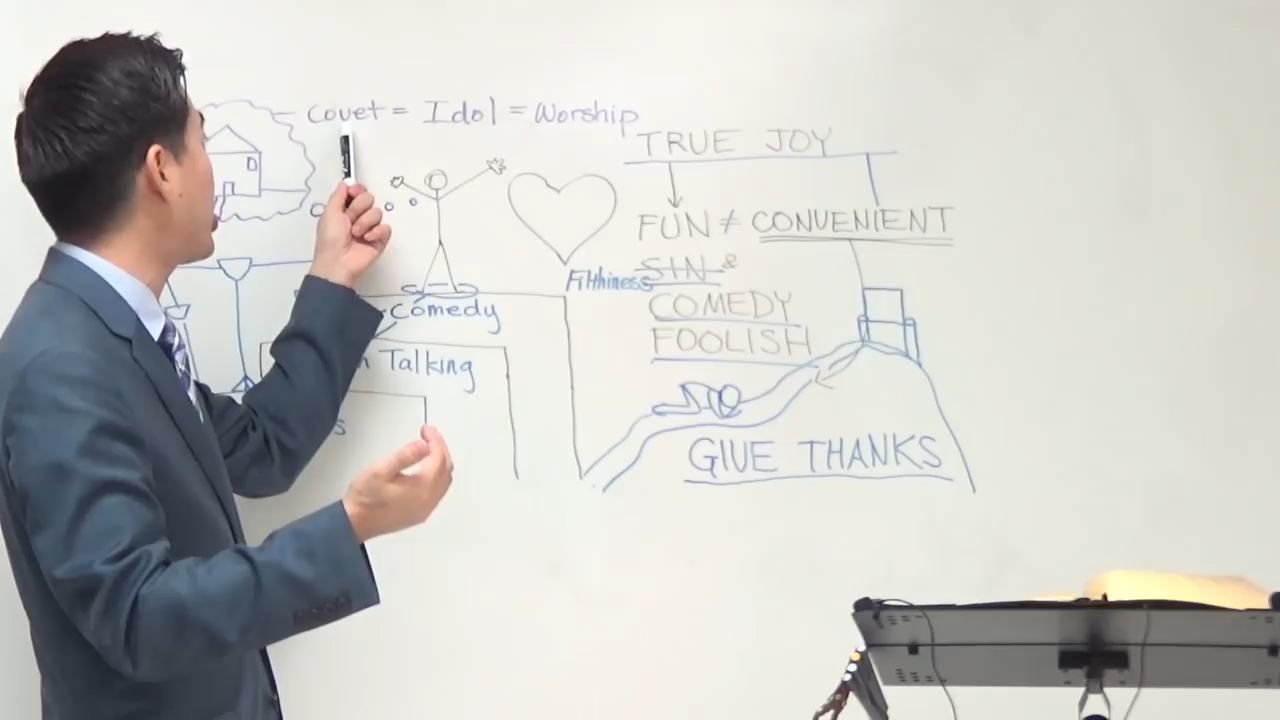 Covet = Idol = Worship
TRUE JOY
FUN ≠ CONVENIENT
Filthiness SIN &
Comedy
COMEDY
FOOLISH
Talking
GIVE THANKS